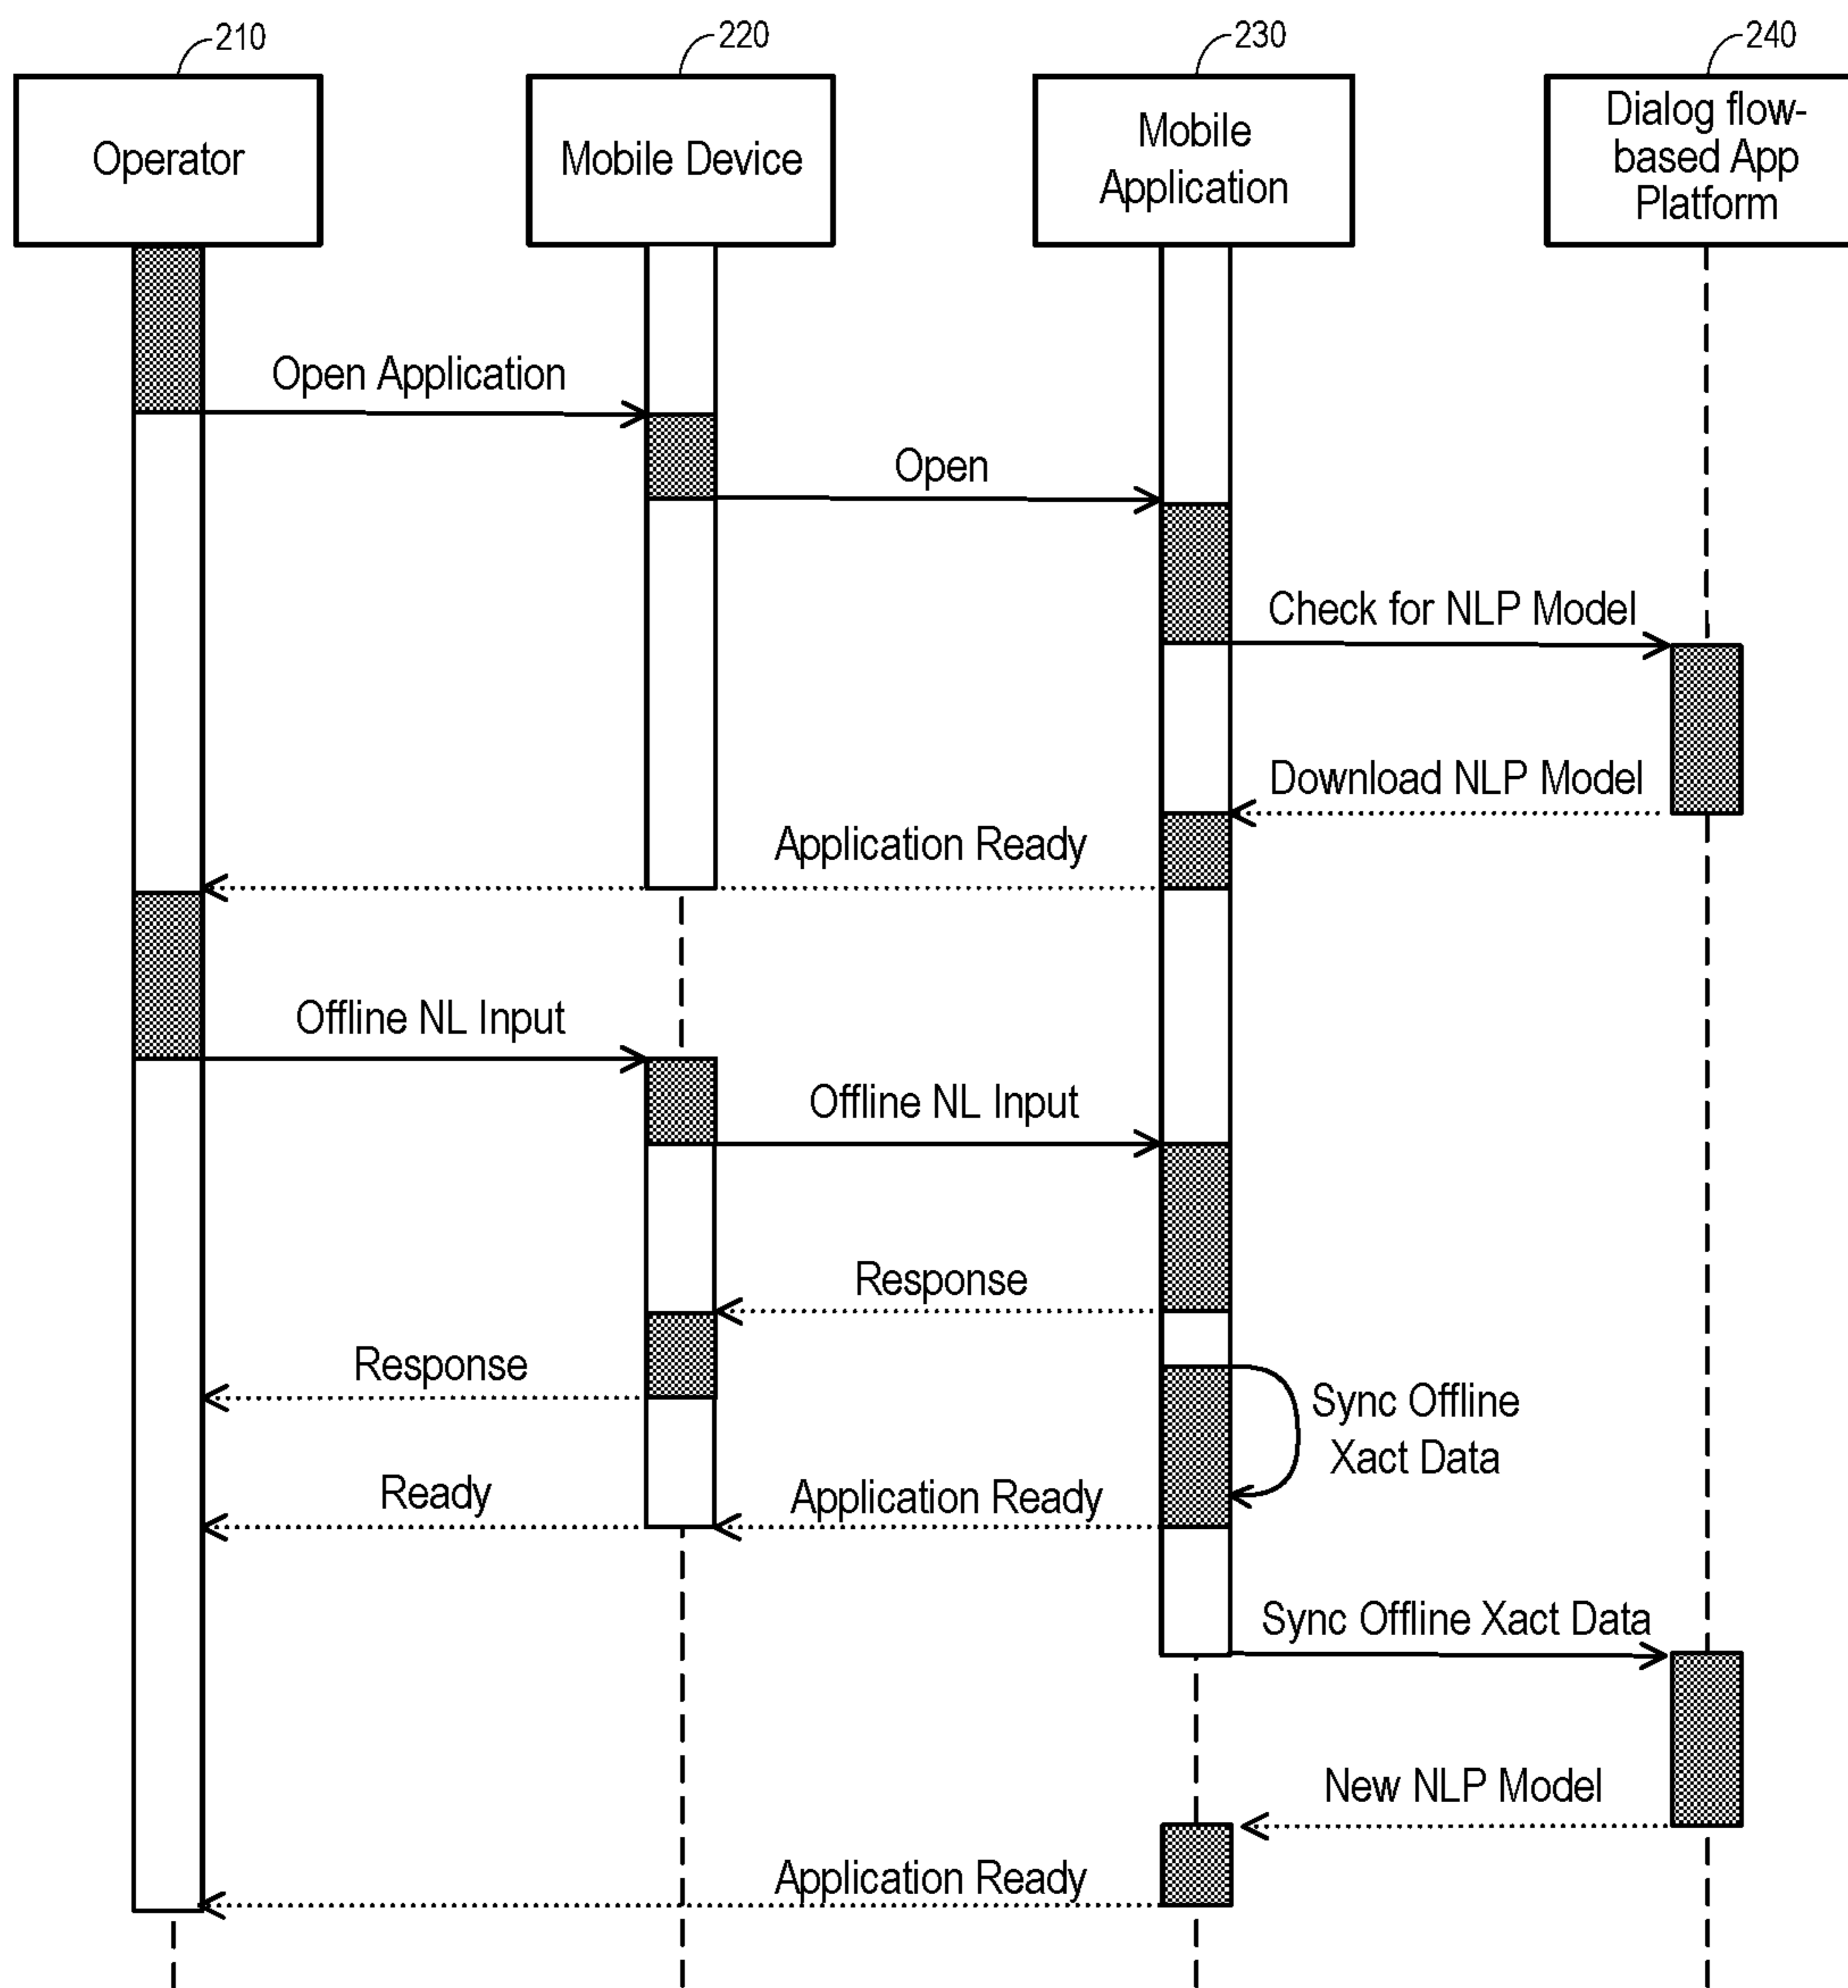 210
220
230
240
Operator
Mobile Device
Mobile
Application
Dialog flow-
based App
Platform
Open Application
Open
Check for NLP Model
Download NLP Model
Application Ready
Offline NL Input
Offline NL Input
Response
Response
Sync Offline
Xact Data
Ready
Application Ready
Sync Offline Xact Data
New NLP Model
Application Ready